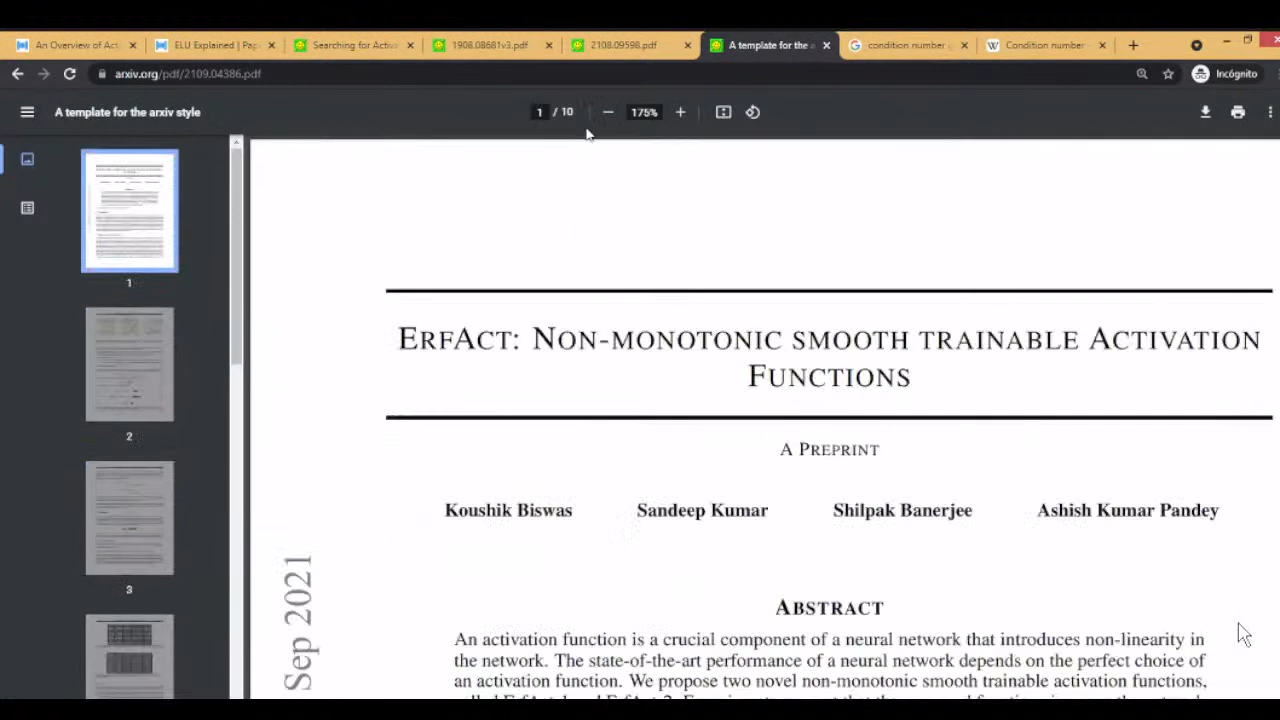 An Overview of Act
ELU Explained | Pap
Searching for Activa
1908.08681v3.pdf
2108.09598.pdf
A template for the a
condition number
Condition number
arxiv.org/pdf/2109.04386.pdf
Incógnito
A template for the arxiv style
1 / 10
175%
1
2
3
ERFACT: NON-MONOTONIC SMOOTH TRAINABLE ACTIVATION
FUNCTIONS
A PREPRINT
Koushik Biswas Sandeep Kumar Shilpak Banerjee Ashish Kumar Pandey
Sep 2021
ABSTRACT
An activation function is a crucial component of a neural network that introduces non-linearity in
the network. The state-of-the-art performance of a neural network depends on the perfect choice of
an activation function. We propose two novel non-monotonic smooth trainable activation functions,